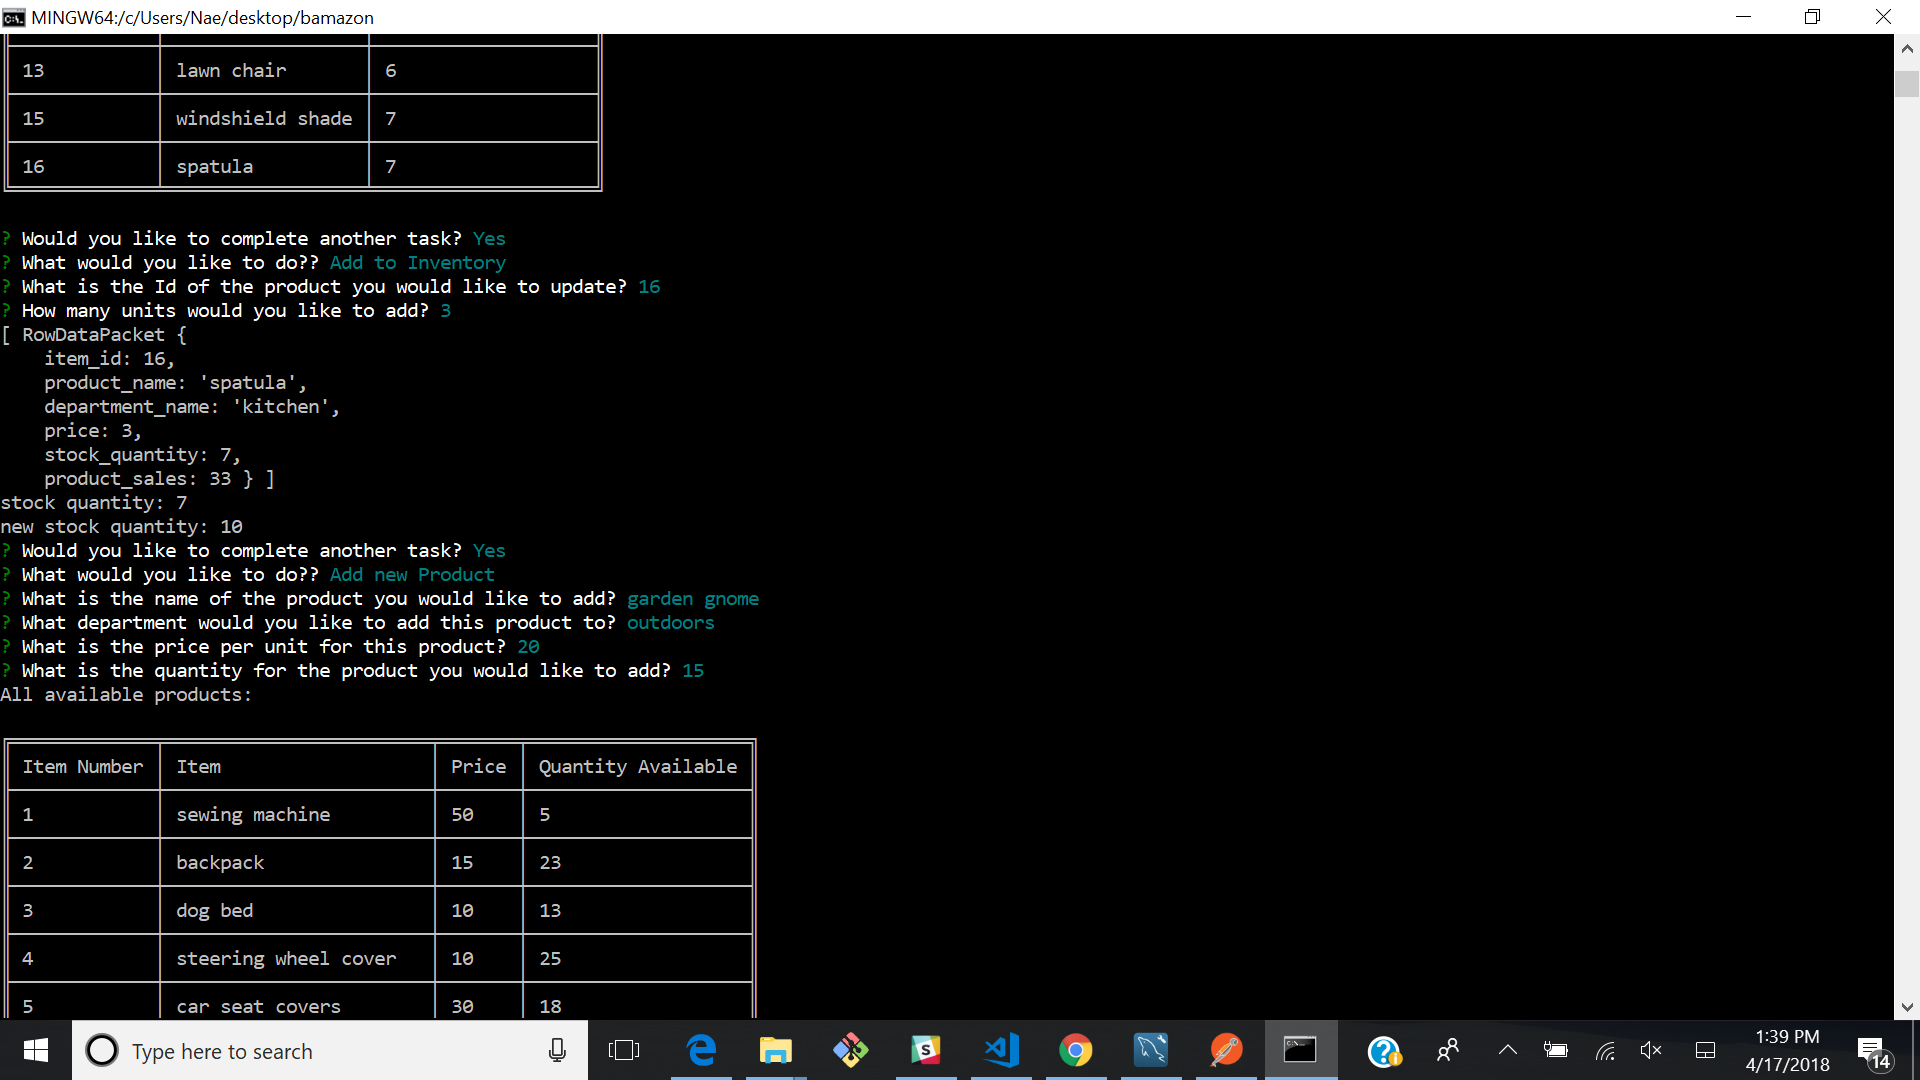 MINGW64:/c/Users/Nae/desktop/bamazon
13 lawn chair 6
15 windshield shade 7
16 spatula 7
? Would you like to complete another task? Yes
? What would you like to do?? Add to Inventory
? What is the Id of the product you would like to update? 16
? How many units would you like to add? 3
[ RowDataPacket {
item_id: 16,
product_name: 'spatula',
department_name: 'kitchen',
price: 3,
stock_quantity: 7,
product_sales: 33 } ]
stock quantity: 7
new stock quantity: 10
? Would you like to complete another task? Yes
? What would you like to do?? Add new Product
? What is the name of the product you would like to add? garden gnome
? What department would you like to add this product to? outdoors
? What is the price per unit for this product? 20
? What is the quantity for the product you would like to add? 15
All available products:
Item Number Item Price Quantity Available
1 sewing machine 50 5
2 backpack 15 23
3 dog bed 10 13
4 steering wheel cover 10 25
5 car seat covers 30 18
Type here to search
1:39 PM
4/17/2018
14